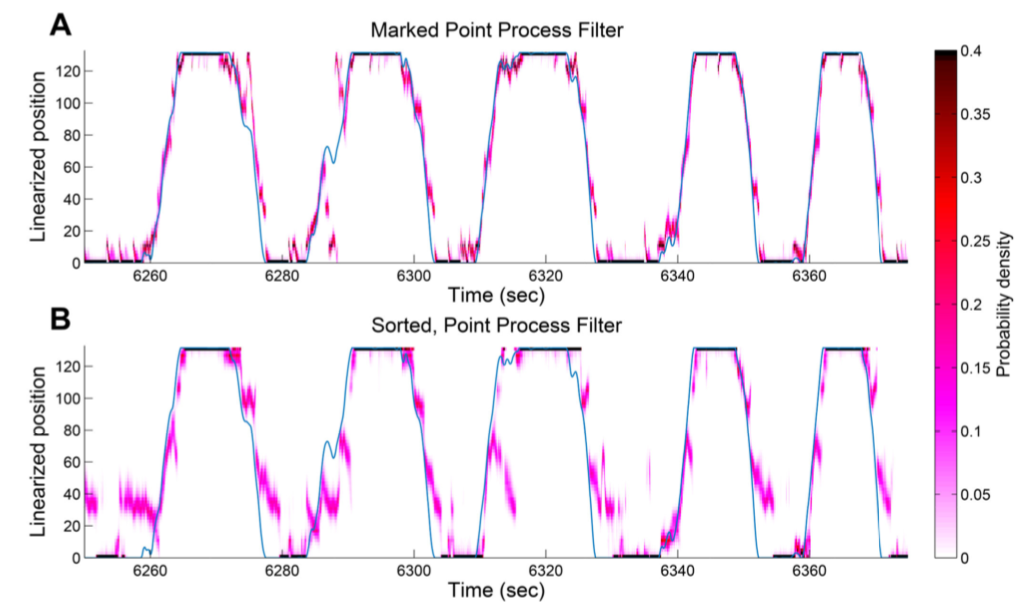 A
Marked Point Process Filter
Linearized position
120
100
80
60
40
20
0
6260 6280 6300 6320 6340 6360
Time (sec)
B
Sorted, Point Process Filter
Linearized position
120
100
80
60
40
20
0
6260 6280 6300 6320 6340 6360
Time (sec)
0.4
0.35
0.3
0.25
0.2
0.15
0.1
0.05
0
Probability density